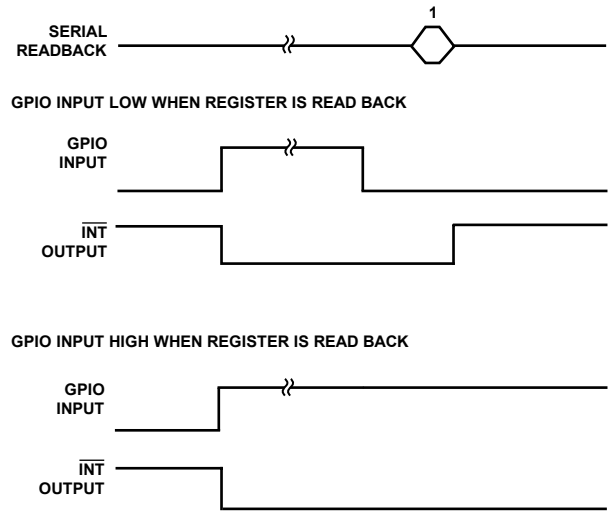 1
SERIAL
READBACK
GPIO INPUT LOW WHEN REGISTER IS READ BACK
GPIO
INPUT
INT
OUTPUT
GPIO INPUT HIGH WHEN REGISTER IS READ BACK
GPIO
INPUT
INT
OUTPUT